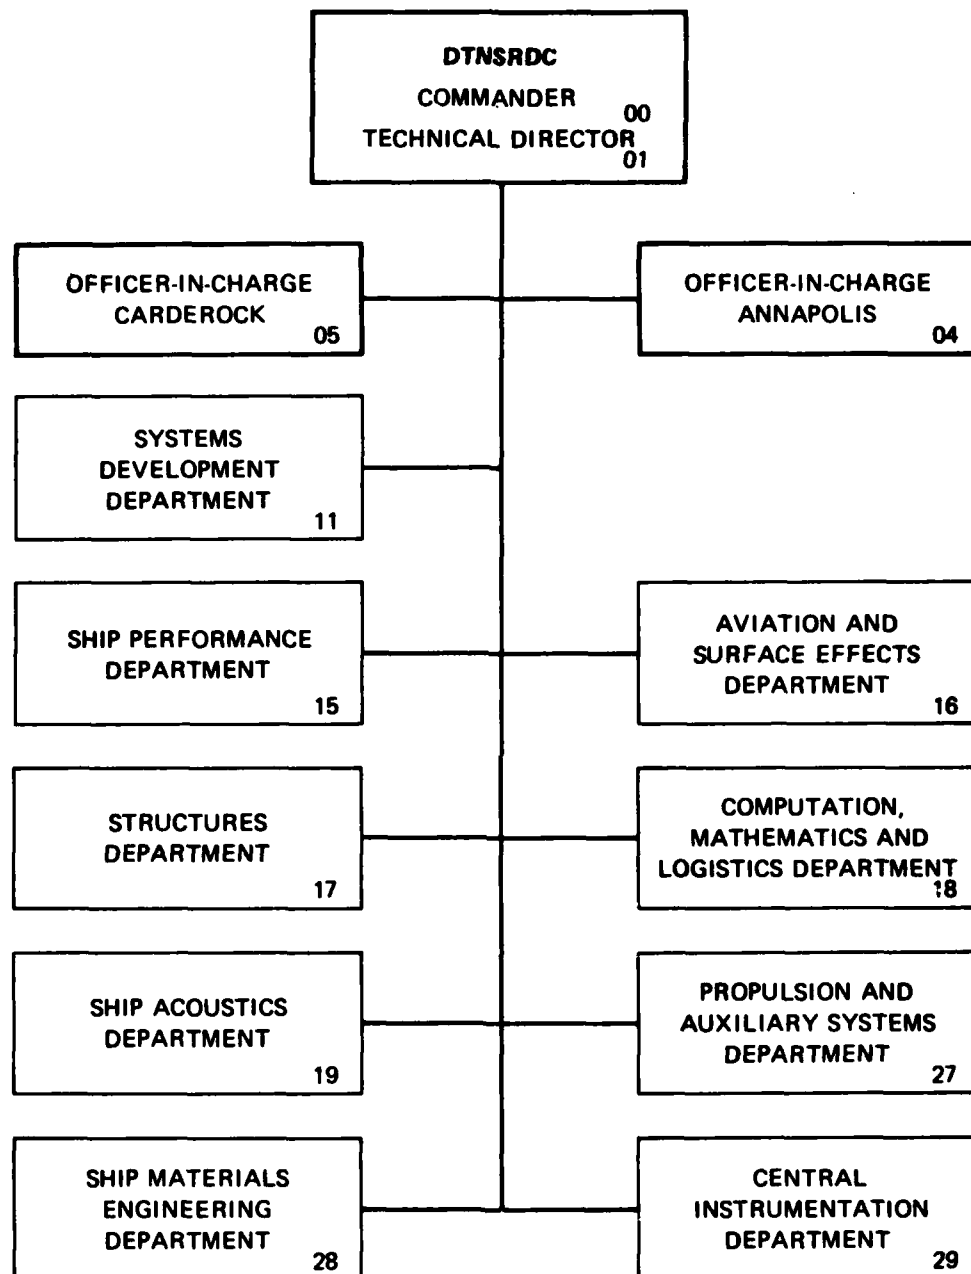 DTNSRDC
COMMANDER 00
TECHNICAL DIRECTOR 01
OFFICER-IN-CHARGE
CARDEROCK
05
OFFICER-IN-CHARGE
ANNAPOLIS
04
SYSTEMS
DEVELOPMENT
DEPARTMENT
11
SHIP PERFORMANCE
DEPARTMENT
15
AVIATION AND
SURFACE EFFECTS
DEPARTMENT
16
STRUCTURES
DEPARTMENT
17
COMPUTATION,
MATHEMATICS AND
LOGISTICS DEPARTMENT
18
SHIP ACOUSTICS
DEPARTMENT
19
PROPULSION AND
AUXILIARY SYSTEMS
DEPARTMENT
27
SHIP MATERIALS
ENGINEERING
DEPARTMENT
28
CENTRAL
INSTRUMENTATION
DEPARTMENT
29